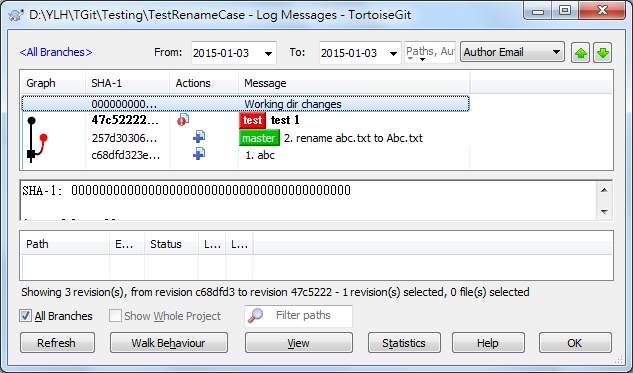 D:\YLH\TGit\Testing\TestRenameCase - Log Messages - TortoiseGit
<All Branches> From: 2015-01-03 To: 2015-01-03 Paths, Au Author Email
Graph SHA-1 Actions Message
000000000... Working dir changes
47c52222... test test 1
257d30306... master 2. rename abc.txt to Abc.txt
c68dfd323e... 1. abc
SHA-1: 0000000000000000000000000000000000000000
Path E... Status L... L...
Showing 3 revision(s), from revision c68dfd3 to revision 47c5222 - 1 revision(s) selected, 0 file(s) selected
All Branches Show Whole Project Filter paths
Refresh Walk Behaviour View Statistics Help OK